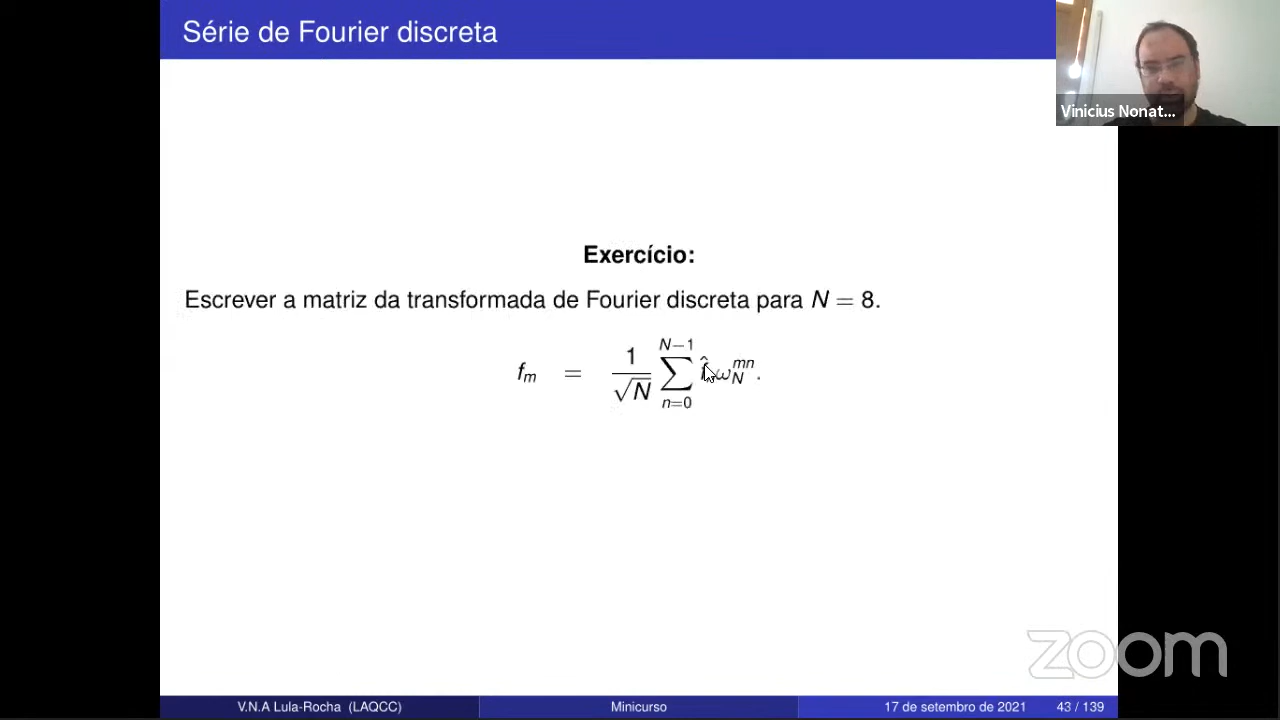 Série de Fourier discreta
Vinicius Nonat...
Exercício:
Escrever a matriz da transformada de Fourier discreta para N = 8.
f_m = 1/√N ∑_{n=0}^{N−1} f̂ ω_N^{mn}.
zoom
V.N.A Lula-Rocha (LAQCC) Minicurso 17 de setembro de 2021 43 / 139